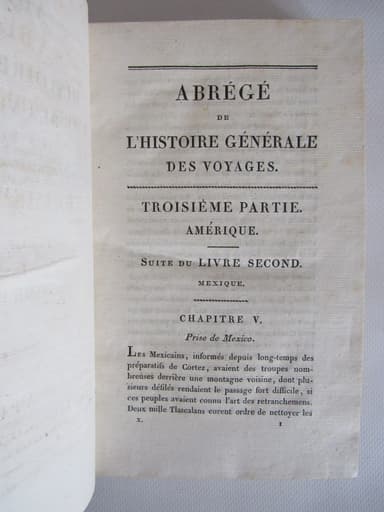 ABRÉGÉ
DE
L'HISTOIRE GÉNÉRALE
DES VOYAGES.
TROISIÈME PARTIE.
AMÉRIQUE.
SUITE DU LIVRE SECOND.
MEXIQUE.
CHAPITRE V.
Prise de Mexico.
LES Mexicains, informés depuis long-temps des
préparatifs de Cortez, avaient des troupes nom-
breuses derrière une montagne voisine, dont plu-
sieurs défilés rendaient le passage fort difficile, si
ces peuples avaient connu l'art des retranchemens.
Deux mille Tlascalans eurent ordre de nettoyer les
X. 1